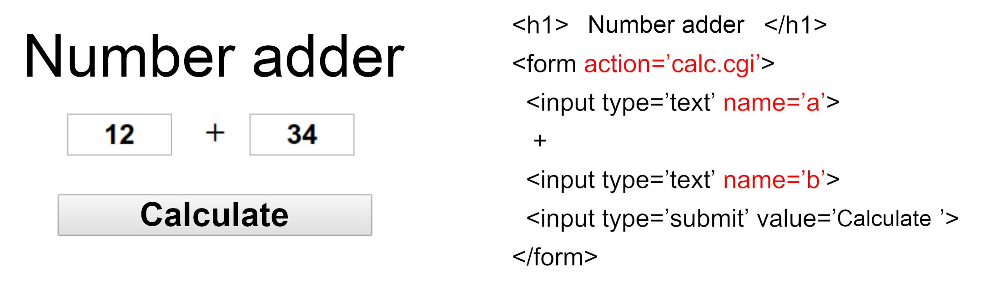 Number adder
12 + 34
Calculate
<h1> Number adder </h1>
<form action=’calc.cgi’>
<input type=’text’ name=’a’>
+
<input type=’text’ name=’b’>
<input type=’submit’ value=’Calculate ’>
</form>